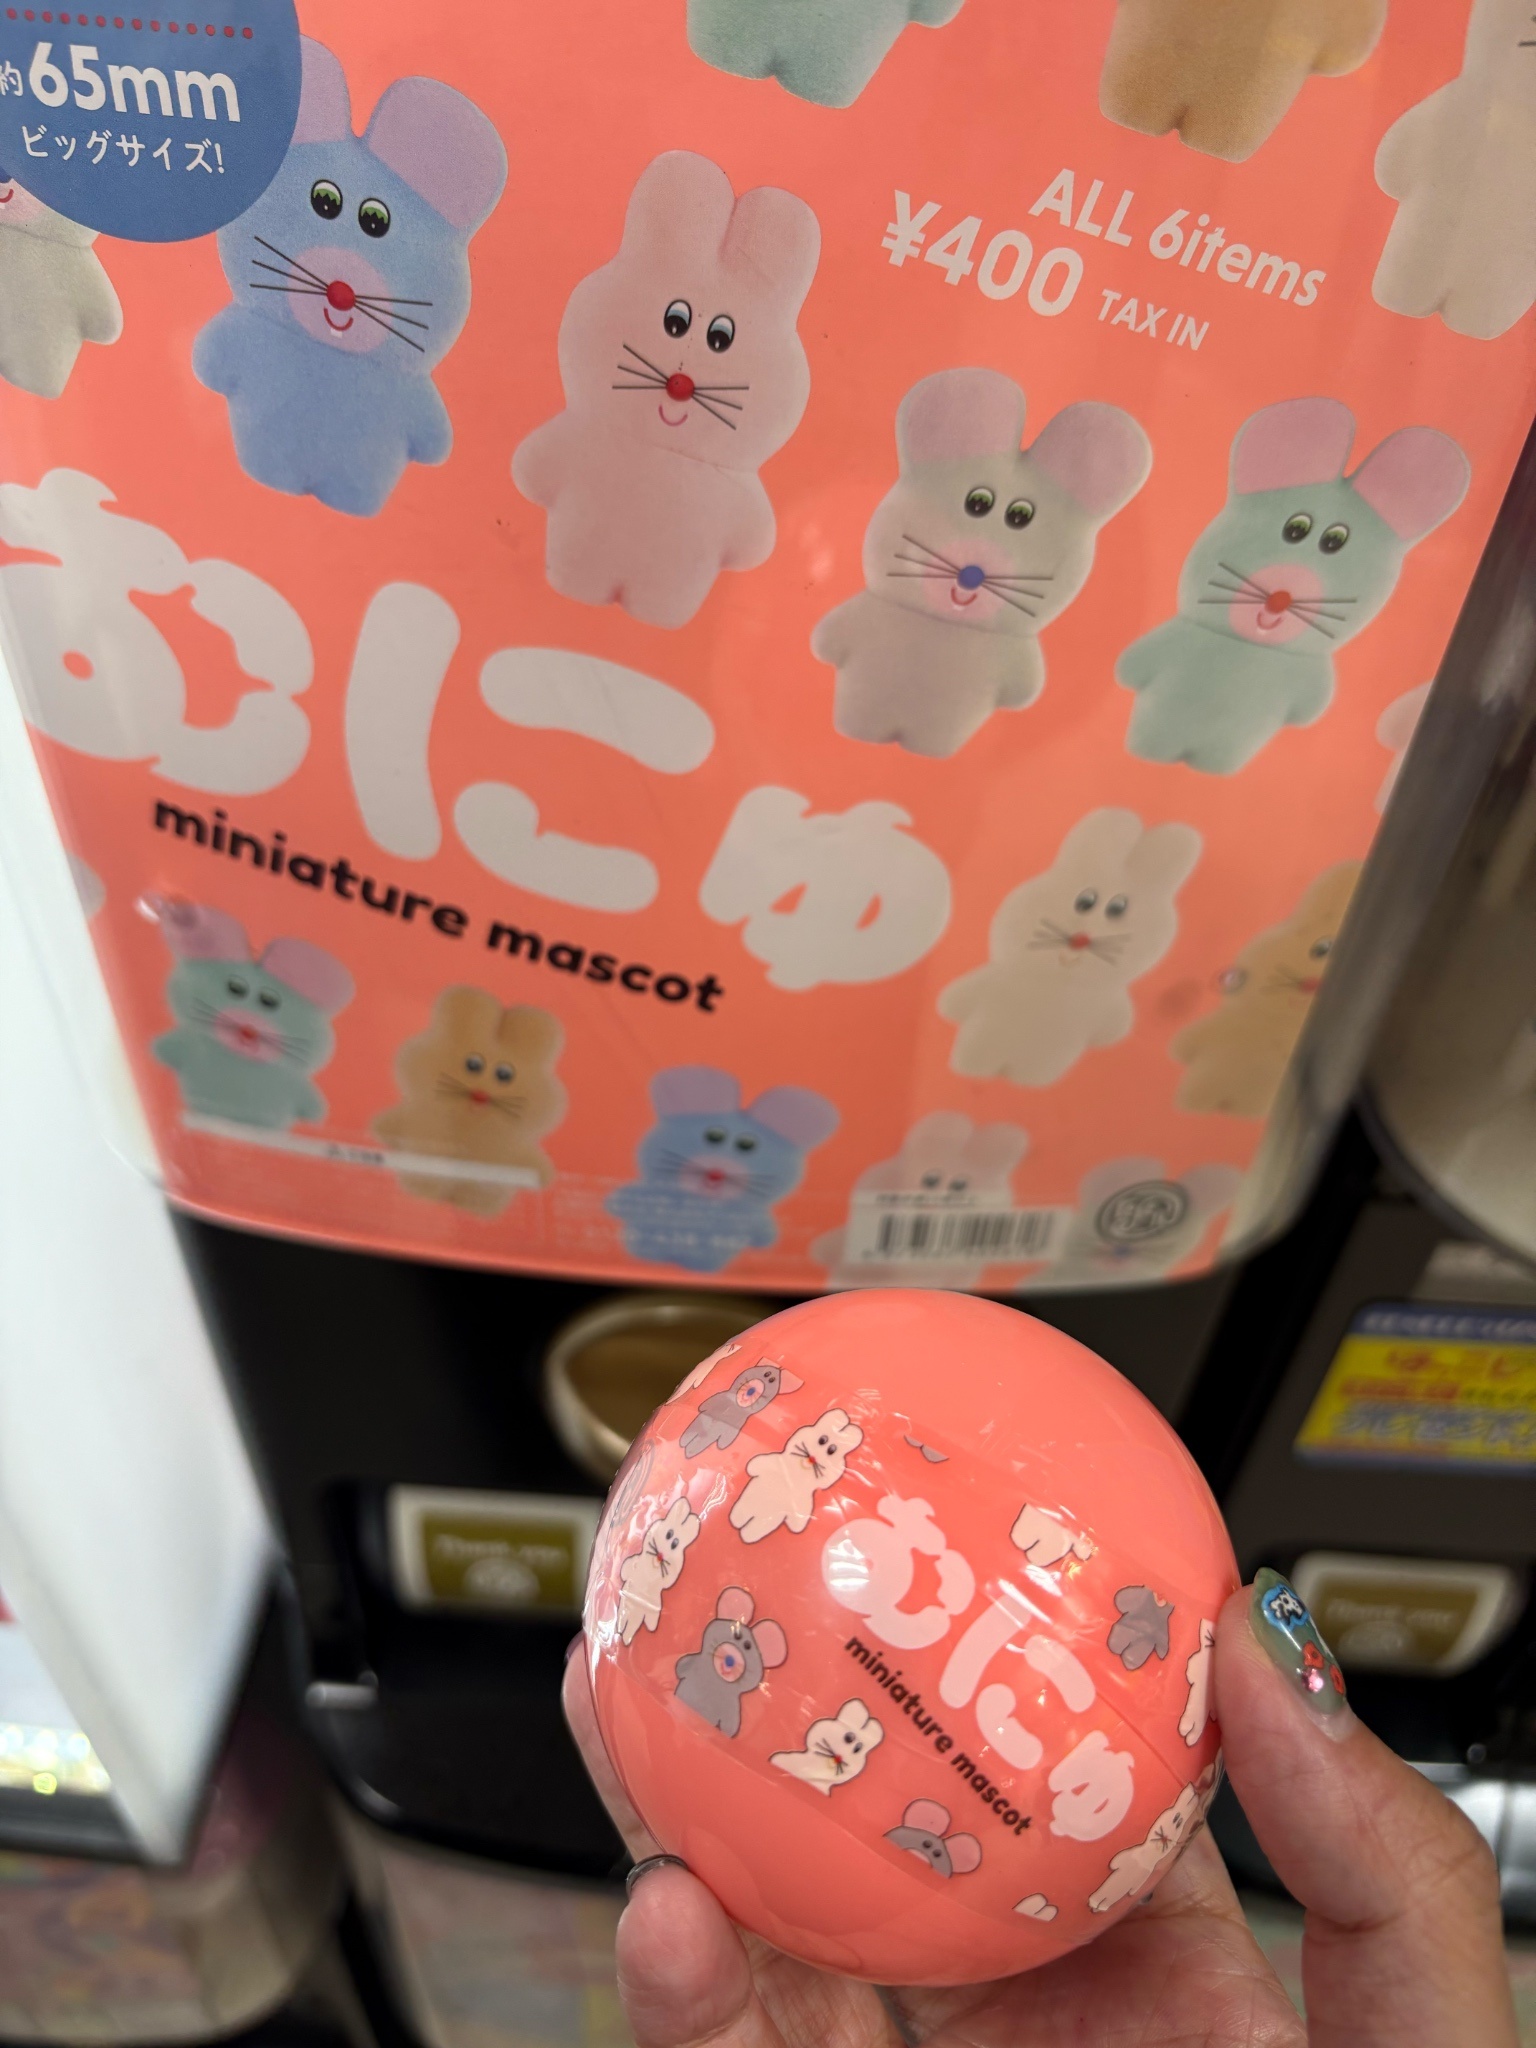 約65mm
ビッグサイズ!
ALL 6items
¥400 TAX IN
むにゅ
miniature mascot
むにゅ
miniature mascot